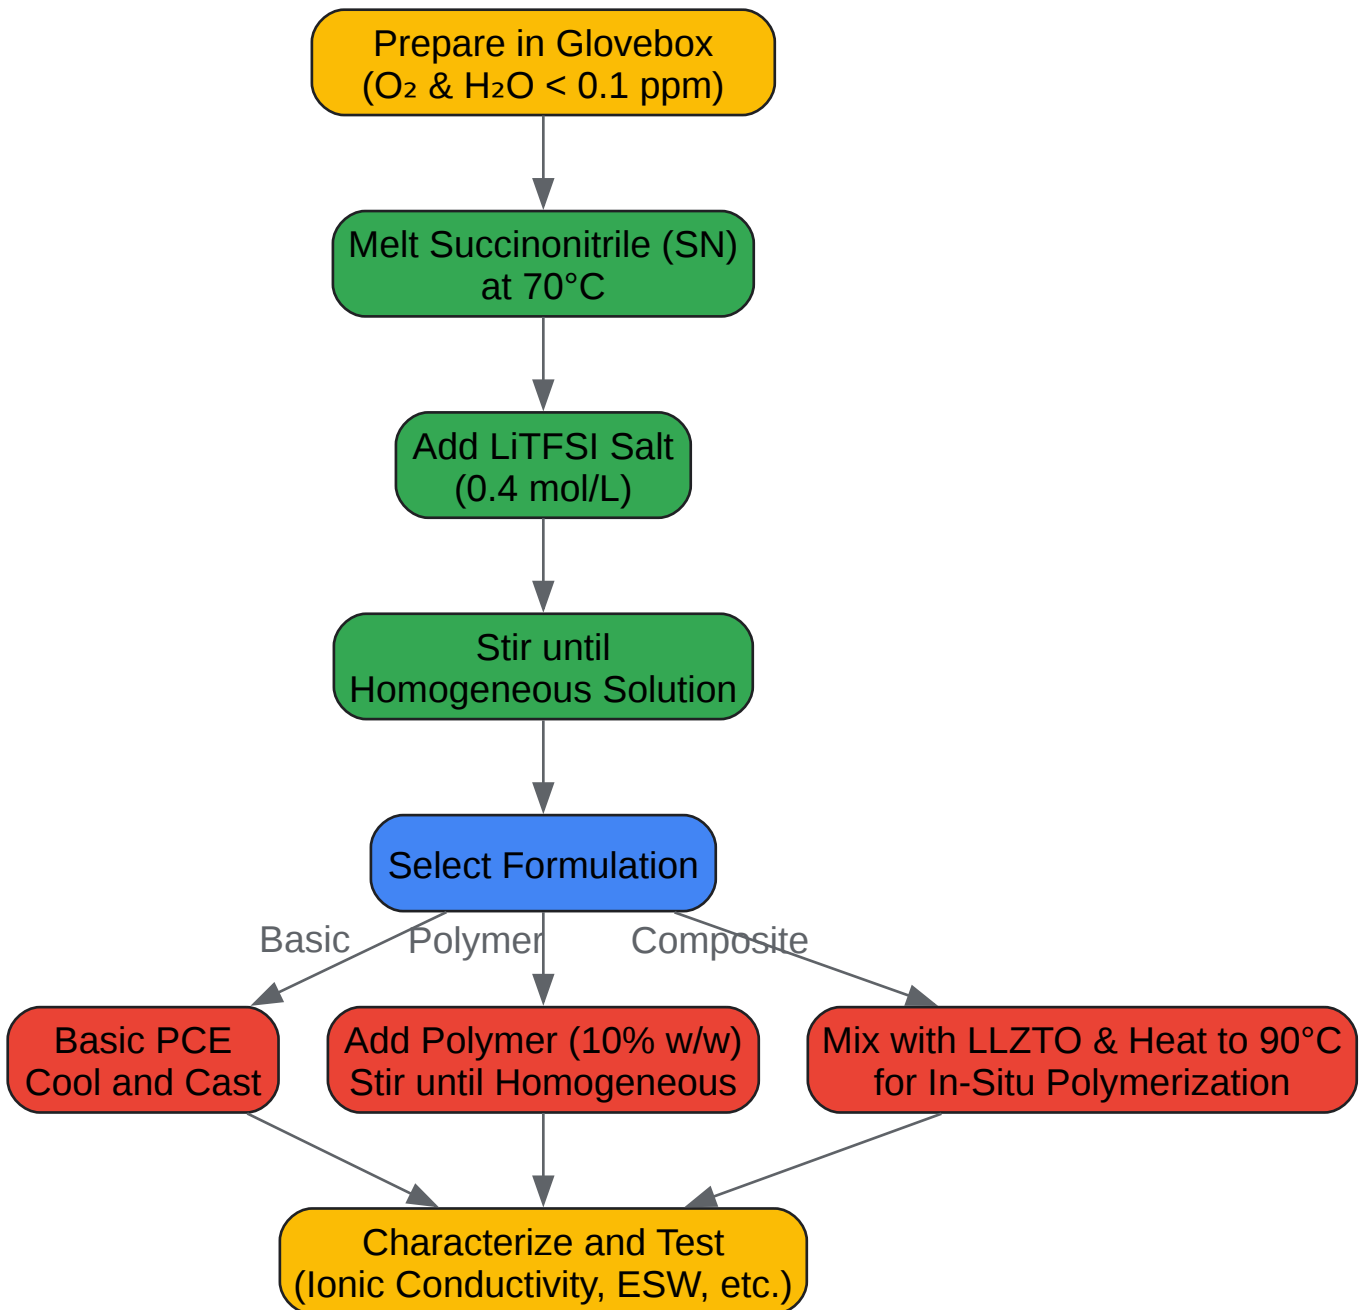 Prepare in Glovebox
(O₂ & H₂O < 0.1 ppm)
Melt Succinonitrile (SN)
at 70°C
Add LiTFSI Salt
(0.4 mol/L)
Stir until
Homogeneous Solution
Select Formulation
Basic
Polymer
Composite
Basic PCE
Cool and Cast
Add Polymer (10% w/w)
Stir until Homogeneous
Mix with LLZTO & Heat to 90°C
for In-Situ Polymerization
Characterize and Test
(Ionic Conductivity, ESW, etc.)